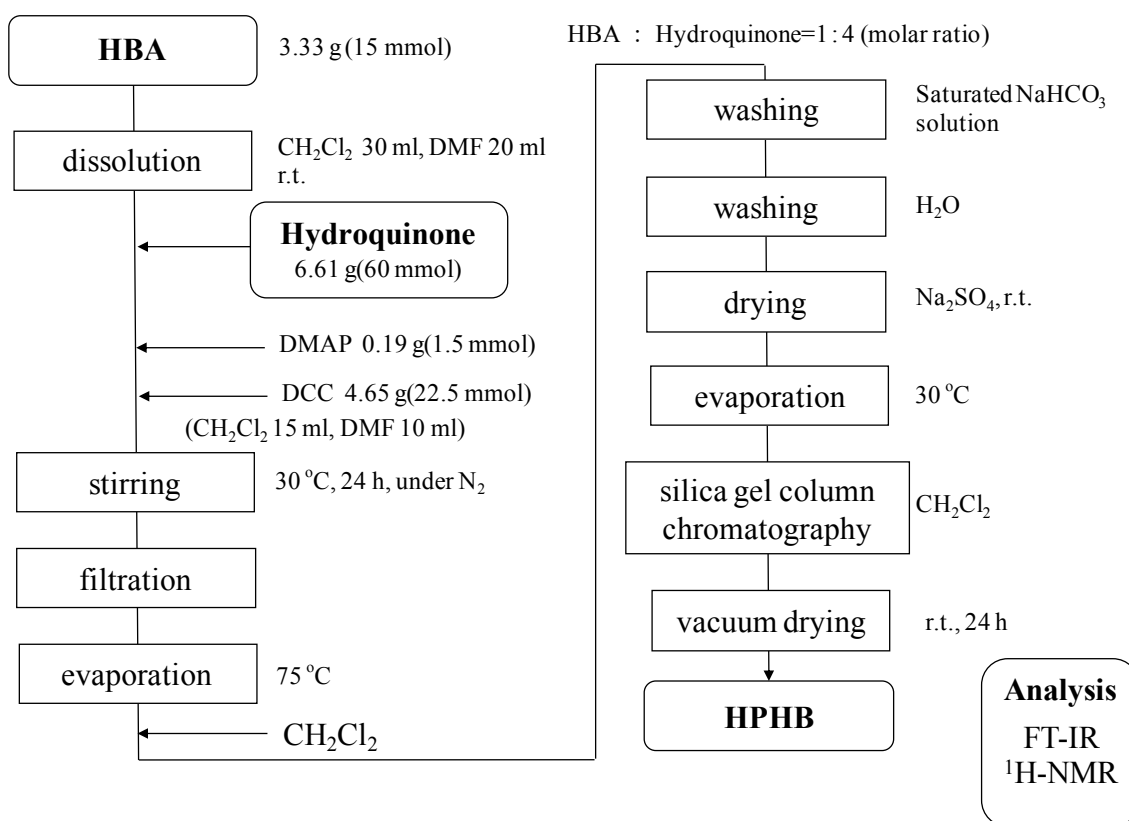 HBA
3.33 g (15 mmol)
dissolution
CH₂Cl₂ 30 ml, DMF 20 ml
r.t.
Hydroquinone
6.61 g(60 mmol)
DMAP 0.19 g(1.5 mmol)
DCC 4.65 g(22.5 mmol)
(CH₂Cl₂ 15 ml, DMF 10 ml)
stirring
30 °C, 24 h, under N₂
filtration
evaporation
75 °C
CH₂Cl₂
HBA : Hydroquinone=1 : 4 (molar ratio)
washing
Saturated NaHCO₃
solution
washing
H₂O
drying
Na₂SO₄, r.t.
evaporation
30 °C
silica gel column
chromatography
CH₂Cl₂
vacuum drying
r.t., 24 h
HPHB
Analysis
FT-IR
¹H-NMR